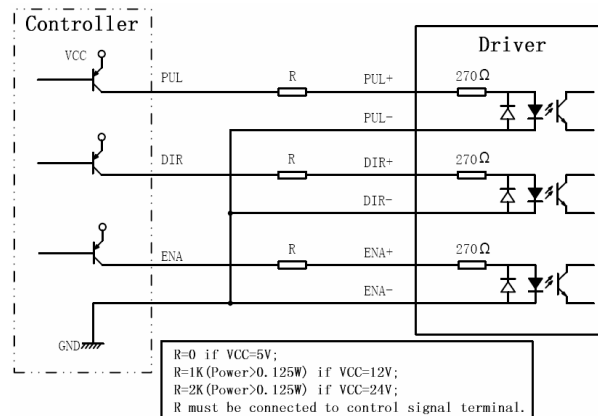 Controller
Driver
VCC
PUL
R
PUL+
270Ω
PUL-
DIR
R
DIR+
270Ω
DIR-
ENA
R
ENA+
270Ω
ENA-
GND
R=0 if VCC=5V;
R=1K(Power>0.125W) if VCC=12V;
R=2K(Power>0.125W) if VCC=24V;
R must be connected to control signal terminal.